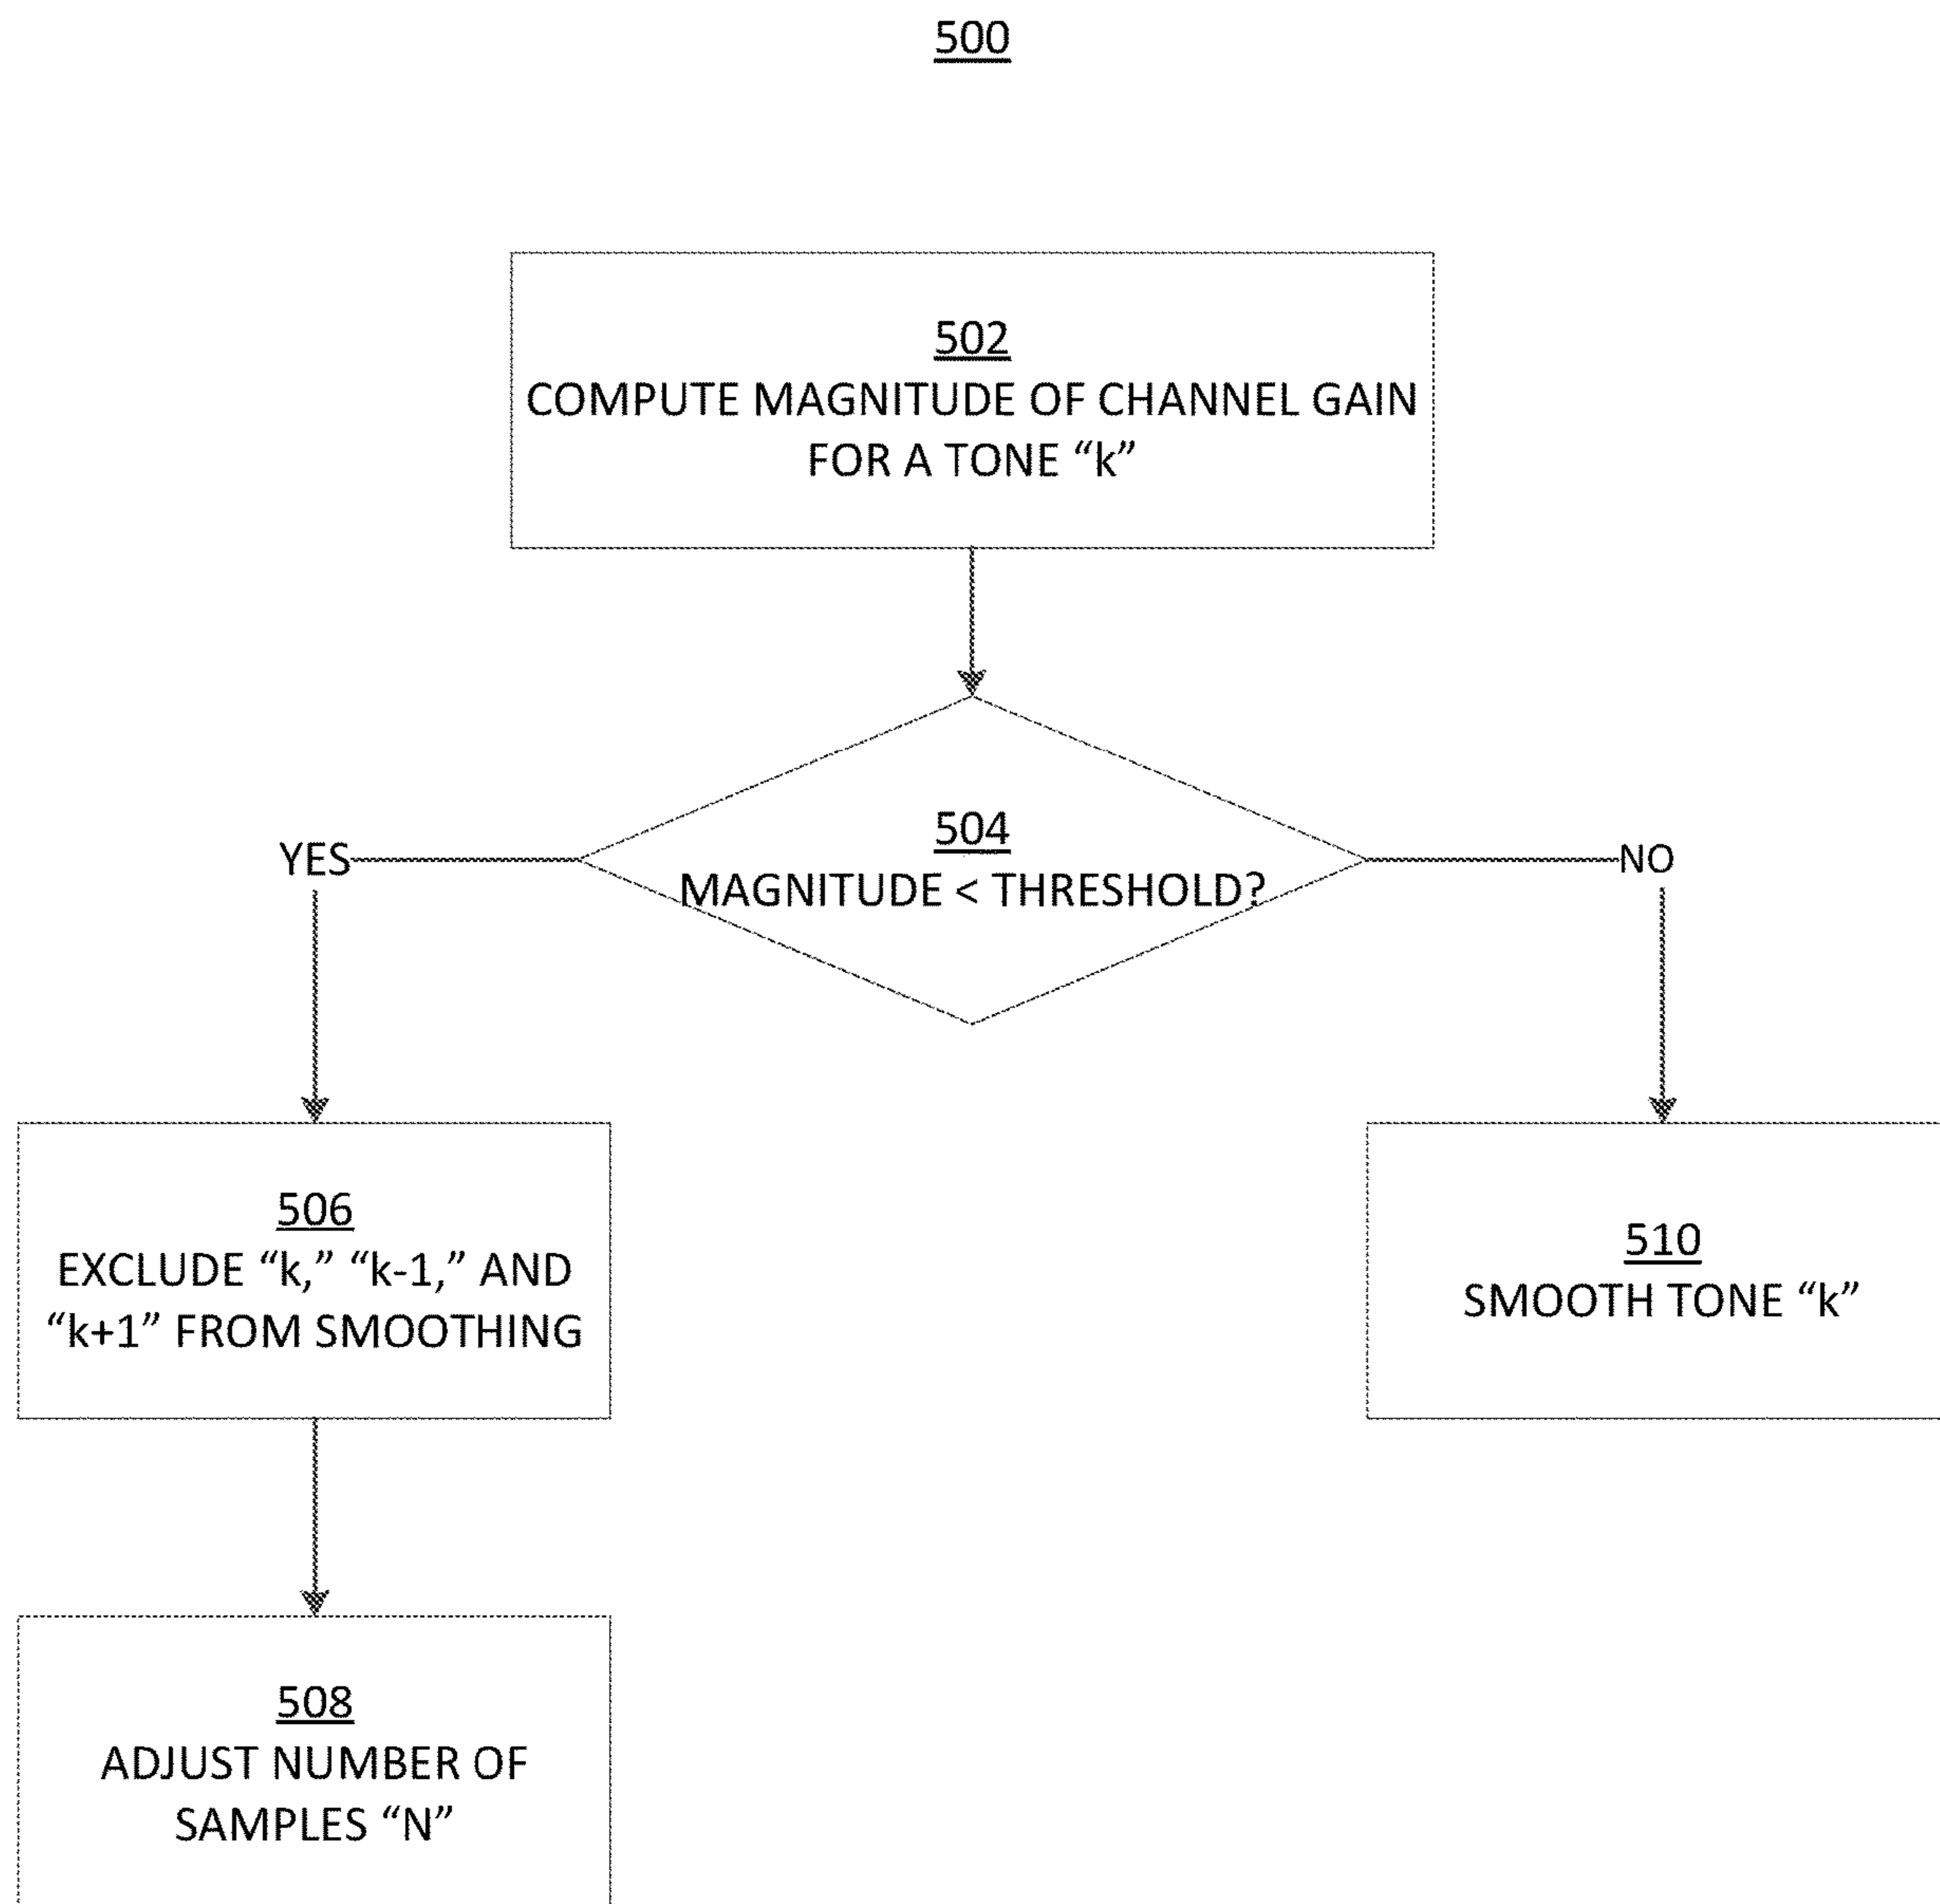 500
502
COMPUTE MAGNITUDE OF CHANNEL GAIN
FOR A TONE “k”
504
MAGNITUDE < THRESHOLD?
YES
NO
506
EXCLUDE “k,” “k-1,” AND
“k+1” FROM SMOOTHING
510
SMOOTH TONE “k”
508
ADJUST NUMBER OF
SAMPLES “N”